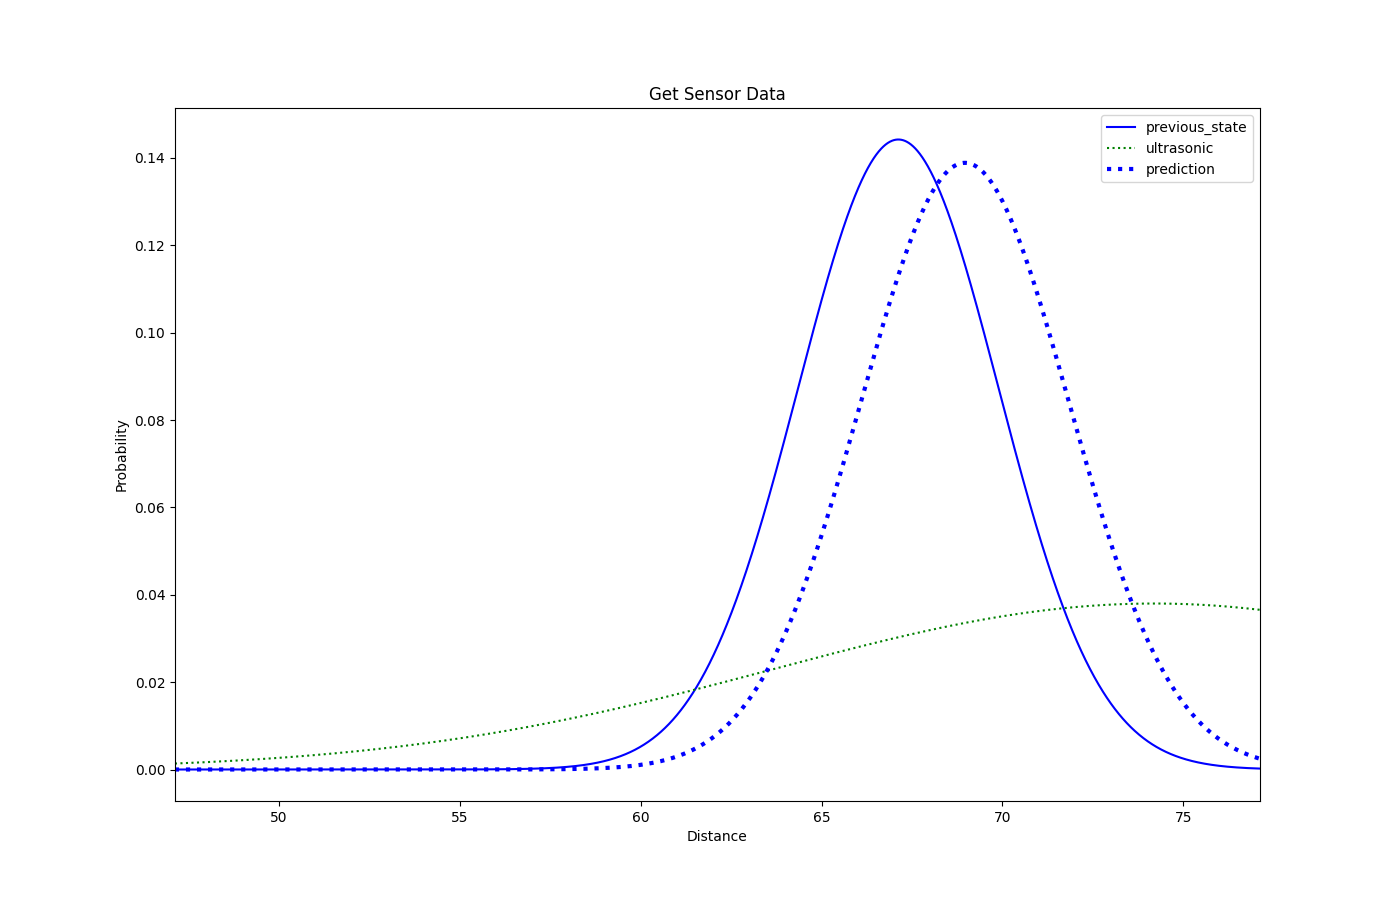 Get Sensor Data
previous_state
ultrasonic
prediction
0.14
0.12
0.10
0.08
0.06
0.04
0.02
0.00
Probability
50 55 60 65 70 75
Distance